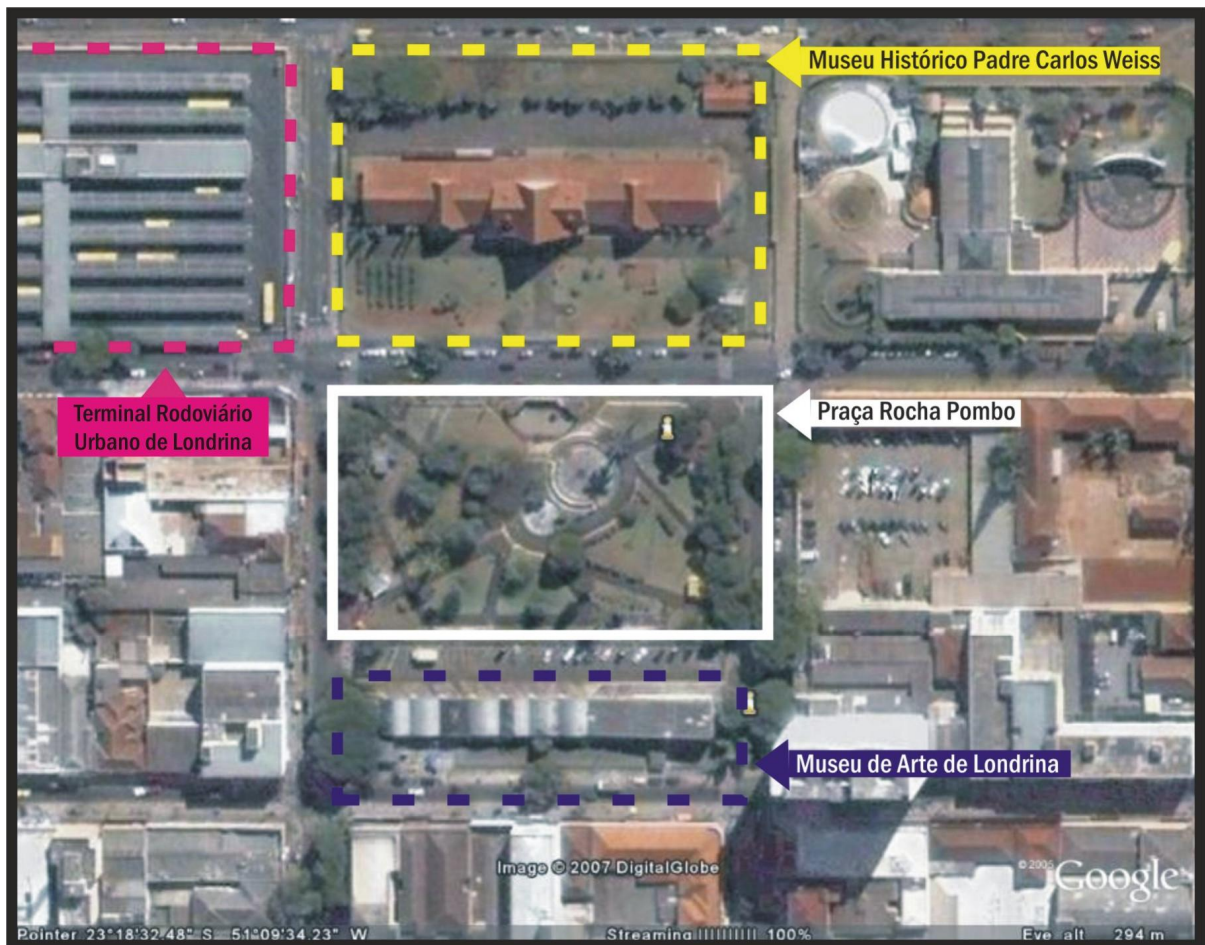 Museu Histórico Padre Carlos Weiss
Terminal Rodoviário
Urbano de Londrina
Praça Rocha Pombo
Museu de Arte de Londrina
Image © 2007 DigitalGlobe
© 2005 Google
Pointer 23°18'32.48" S 51°09'34.23" W
Streaming |||||||||| 100%
Eye alt 294 m